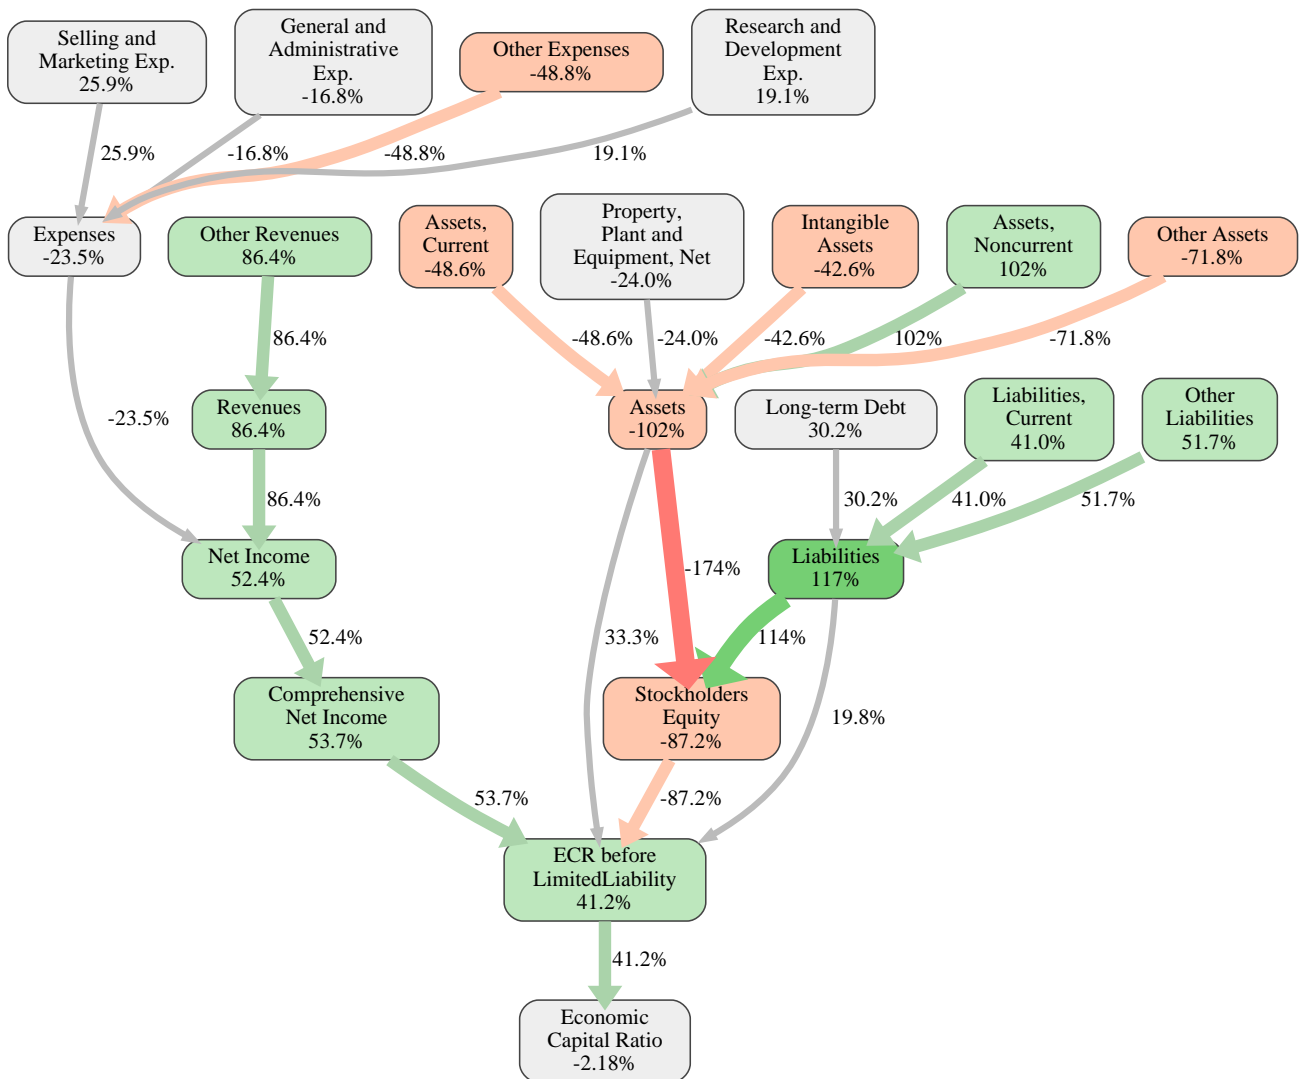 Selling and
Marketing Exp.
25.9%
General and
Administrative
Exp.
-16.8%
Other Expenses
-48.8%
Research and
Development
Exp.
19.1%
25.9%
-16.8%
-48.8%
19.1%
Expenses
-23.5%
Other Revenues
86.4%
Assets,
Current
-48.6%
Property,
Plant and
Equipment, Net
-24.0%
Intangible
Assets
-42.6%
Assets,
Noncurrent
102%
Other Assets
-71.8%
86.4%
-48.6%
-24.0%
-42.6%
102%
-71.8%
-23.5%
Revenues
86.4%
Assets
-102%
Long-term Debt
30.2%
Liabilities,
Current
41.0%
Other
Liabilities
51.7%
86.4%
30.2%
41.0%
51.7%
Net Income
52.4%
-174%
Liabilities
117%
52.4%
33.3%
114%
19.8%
Comprehensive
Net Income
53.7%
Stockholders
Equity
-87.2%
53.7%
-87.2%
ECR before
LimitedLiability
41.2%
41.2%
Economic
Capital Ratio
-2.18%